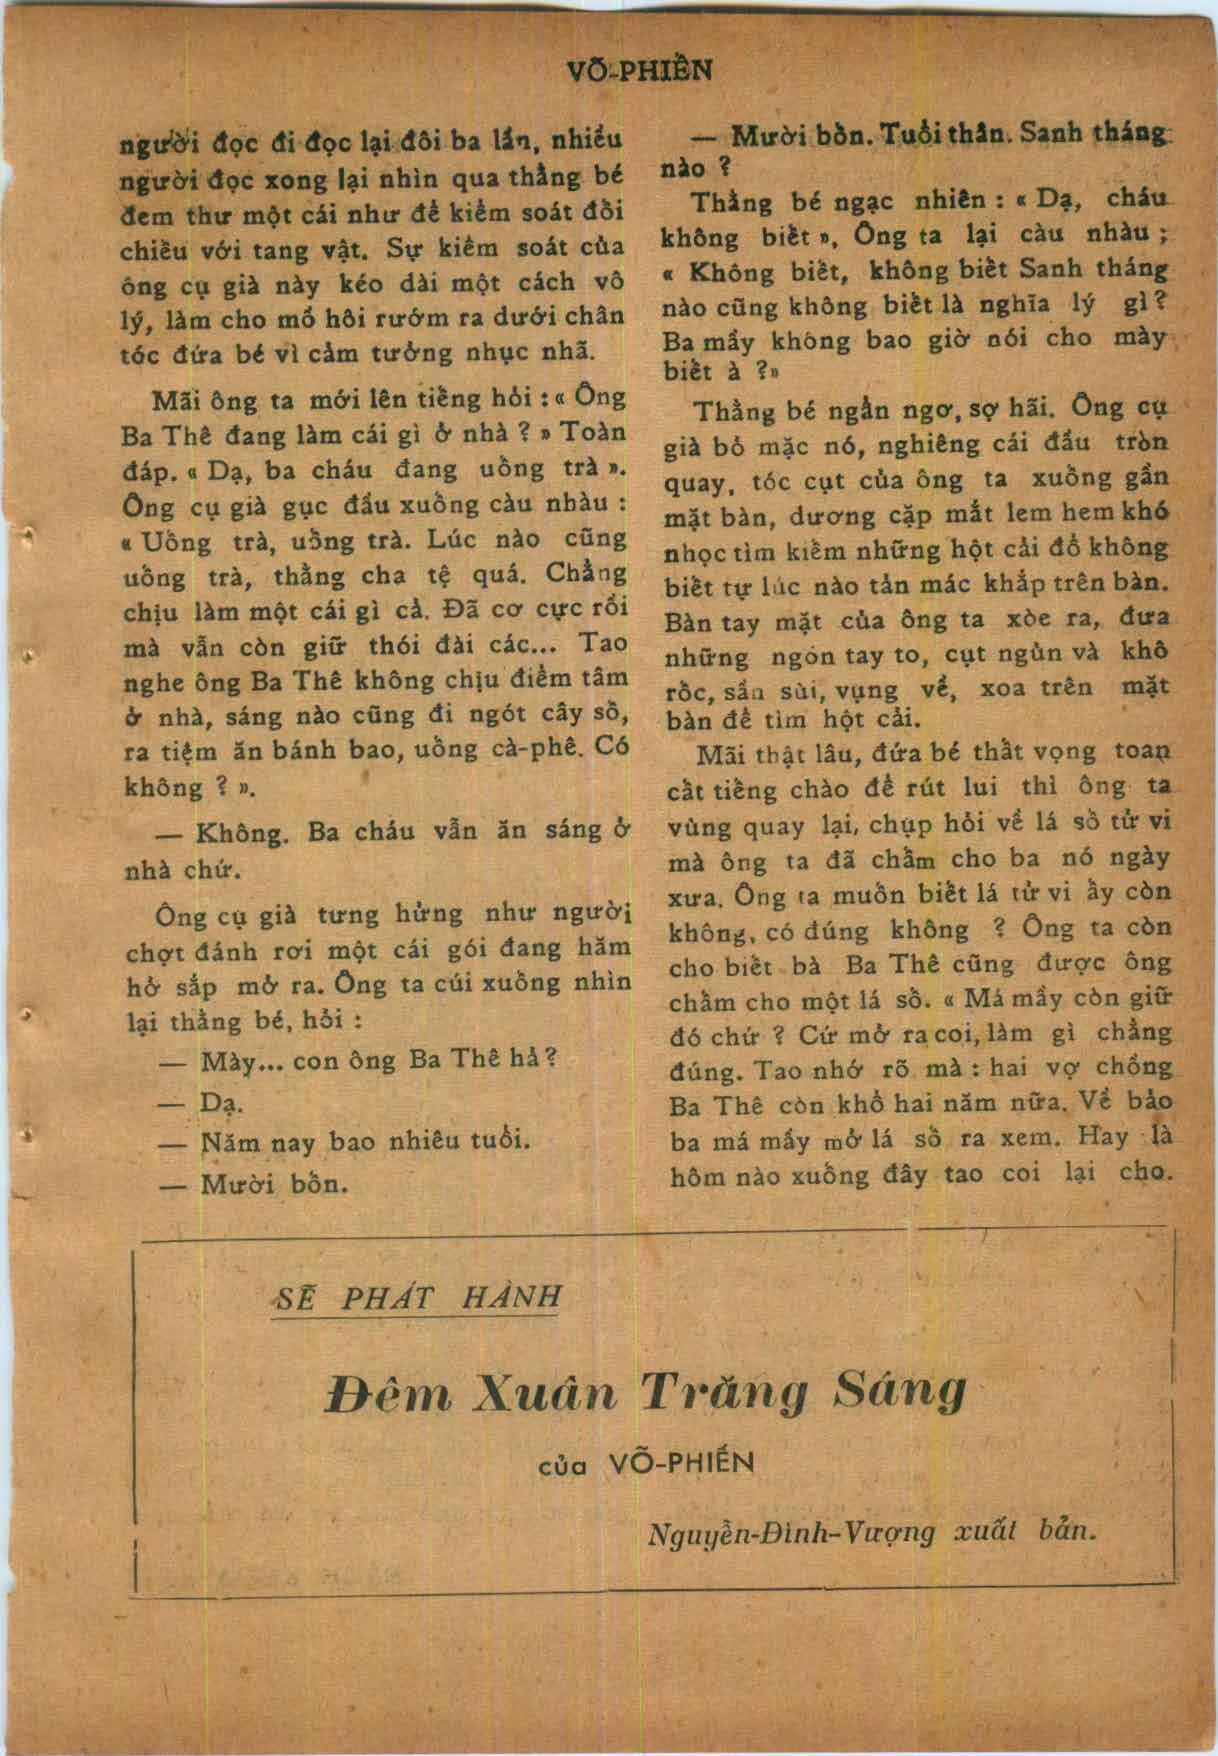 VÕ-PHIẾN
người đọc đi đọc lại đôi ba lần, nhiều
người đọc xong lại nhìn qua thằng bé
đem thư một cái như để kiểm soát đối
chiếu với tang vật. Sự kiểm soát của
ông cụ già này kéo dài một cách vô
lý, làm cho mồ hôi rướm ra dưới chân
tóc đứa bé vì cảm tưởng nhục nhã.
Mãi ông ta mới lên tiếng hỏi : « Ông
Ba Thê đang làm cái gì ở nhà ? » Toàn
đáp. « Dạ, ba cháu đang uống trà ».
Ông cụ già gục đầu xuống càu nhàu :
« Uống trà, uống trà. Lúc nào cũng
uống trà, thằng cha tệ quá. Chẳng
chịu làm một cái gì cả. Đã cơ cực rồi
mà vẫn còn giữ thói đài các... Tao
nghe ông Ba Thê không chịu điểm tâm
ở nhà, sáng nào cũng đi ngót cây số,
ra tiệm ăn bánh bao, uống cà-phê. Có
không ? ».
— Không. Ba cháu vẫn ăn sáng ở
nhà chứ.
Ông cụ già tưng hửng như người
chợt đánh rơi một cái gói đang hăm
hở sắp mở ra. Ông ta cúi xuống nhìn
lại thằng bé, hỏi :
— Mày... con ông Ba Thê hả?
— Dạ.
— Năm nay bao nhiêu tuổi.
— Mười bốn.
— Mười bốn. Tuổi thân. Sanh tháng
nào ?
Thằng bé ngạc nhiên : « Dạ, cháu
không biết », Ông ta lại càu nhàu ;
« Không biết, không biết Sanh tháng
nào cũng không biết là nghĩa lý gì ?
Ba mầy không bao giờ nói cho mày
biết à ?»
Thằng bé ngẩn ngơ, sợ hãi. Ông cụ
già bỏ mặc nó, nghiêng cái đầu tròn
quay, tóc cụt của ông ta xuống gần
mặt bàn, dương cặp mắt lem hem khó
nhọc tìm kiếm những hột cải đổ không
biết tự lúc nào tản mác khắp trên bàn.
Bàn tay mặt của ông ta xòe ra, đưa
những ngón tay to, cụt ngủn và khô
rốc, sần sùi, vụng về, xoa trên mặt
bàn để tìm hột cải.
Mãi thật lâu, đứa bé thất vọng toan
cất tiếng chào để rút lui thì ông ta
vùng quay lại, chụp hỏi về lá số tử vi
mà ông ta đã chấm cho ba nó ngày
xưa. Ông ta muốn biết lá tử vi ấy còn
không, có đúng không ? Ông ta còn
cho biết bà Ba Thê cũng được ông
chấm cho một lá số. « Má mầy còn giữ
đó chứ ? Cứ mở ra coi, làm gì chẳng
đúng. Tao nhớ rõ mà : hai vợ chồng
Ba Thê còn khổ hai năm nữa. Về bảo
ba má mầy mở lá số ra xem. Hay là
hôm nào xuống đây tao coi lại cho.
SẼ PHÁT HÀNH
Đêm Xuân Trăng Sáng
của VÕ-PHIẾN
Nguyễn-Đình-Vượng xuất bản.